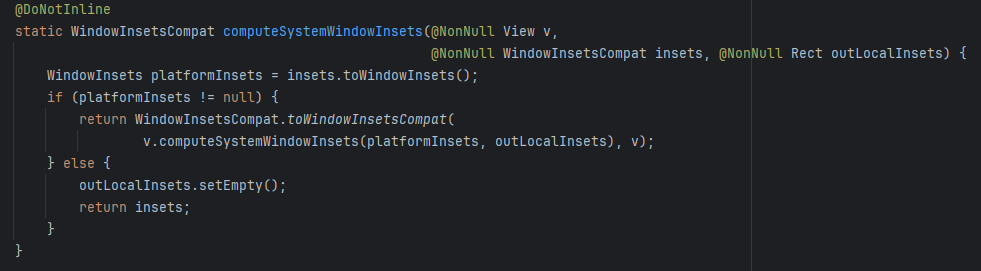 @DoNotInline
static WindowInsetsCompat computeSystemWindowInsets(@NonNull View v,
@NonNull WindowInsetsCompat insets, @NonNull Rect outLocalInsets) {
WindowInsets platformInsets = insets.toWindowInsets();
if (platformInsets != null) {
return WindowInsetsCompat.toWindowInsetsCompat(
v.computeSystemWindowInsets(platformInsets, outLocalInsets), v);
} else {
outLocalInsets.setEmpty();
return insets;
}
}